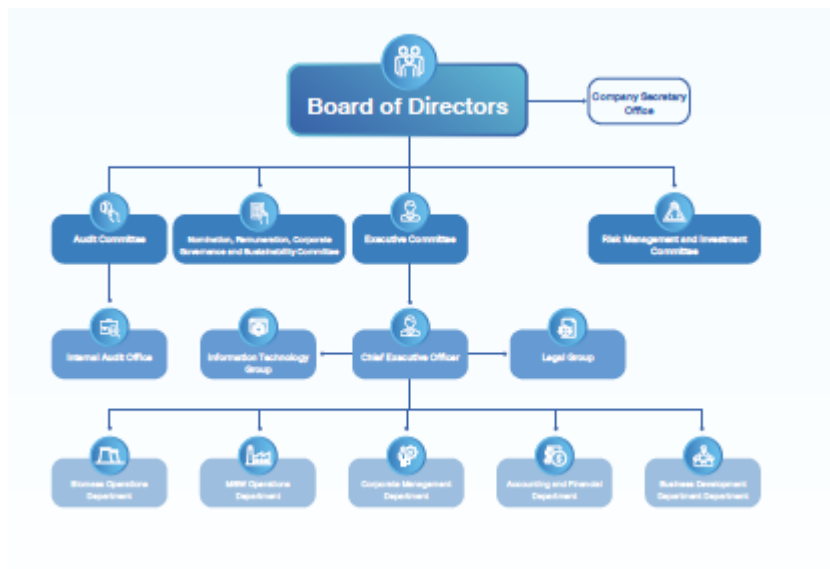 Board of Directors
Company Secretary
Office
Audit Committee
Nomination, Remuneration, Corporate
Governance and Sustainability Committee
Executive Committee
Risk Management and Investment
Committee
Internal Audit Office
Information Technology
Group
Chief Executive Officer
Legal Group
Biomass Operations
Department
MSW Operations
Department
Corporate Management
Department
Accounting and Financial
Department
Business Development
Department Department